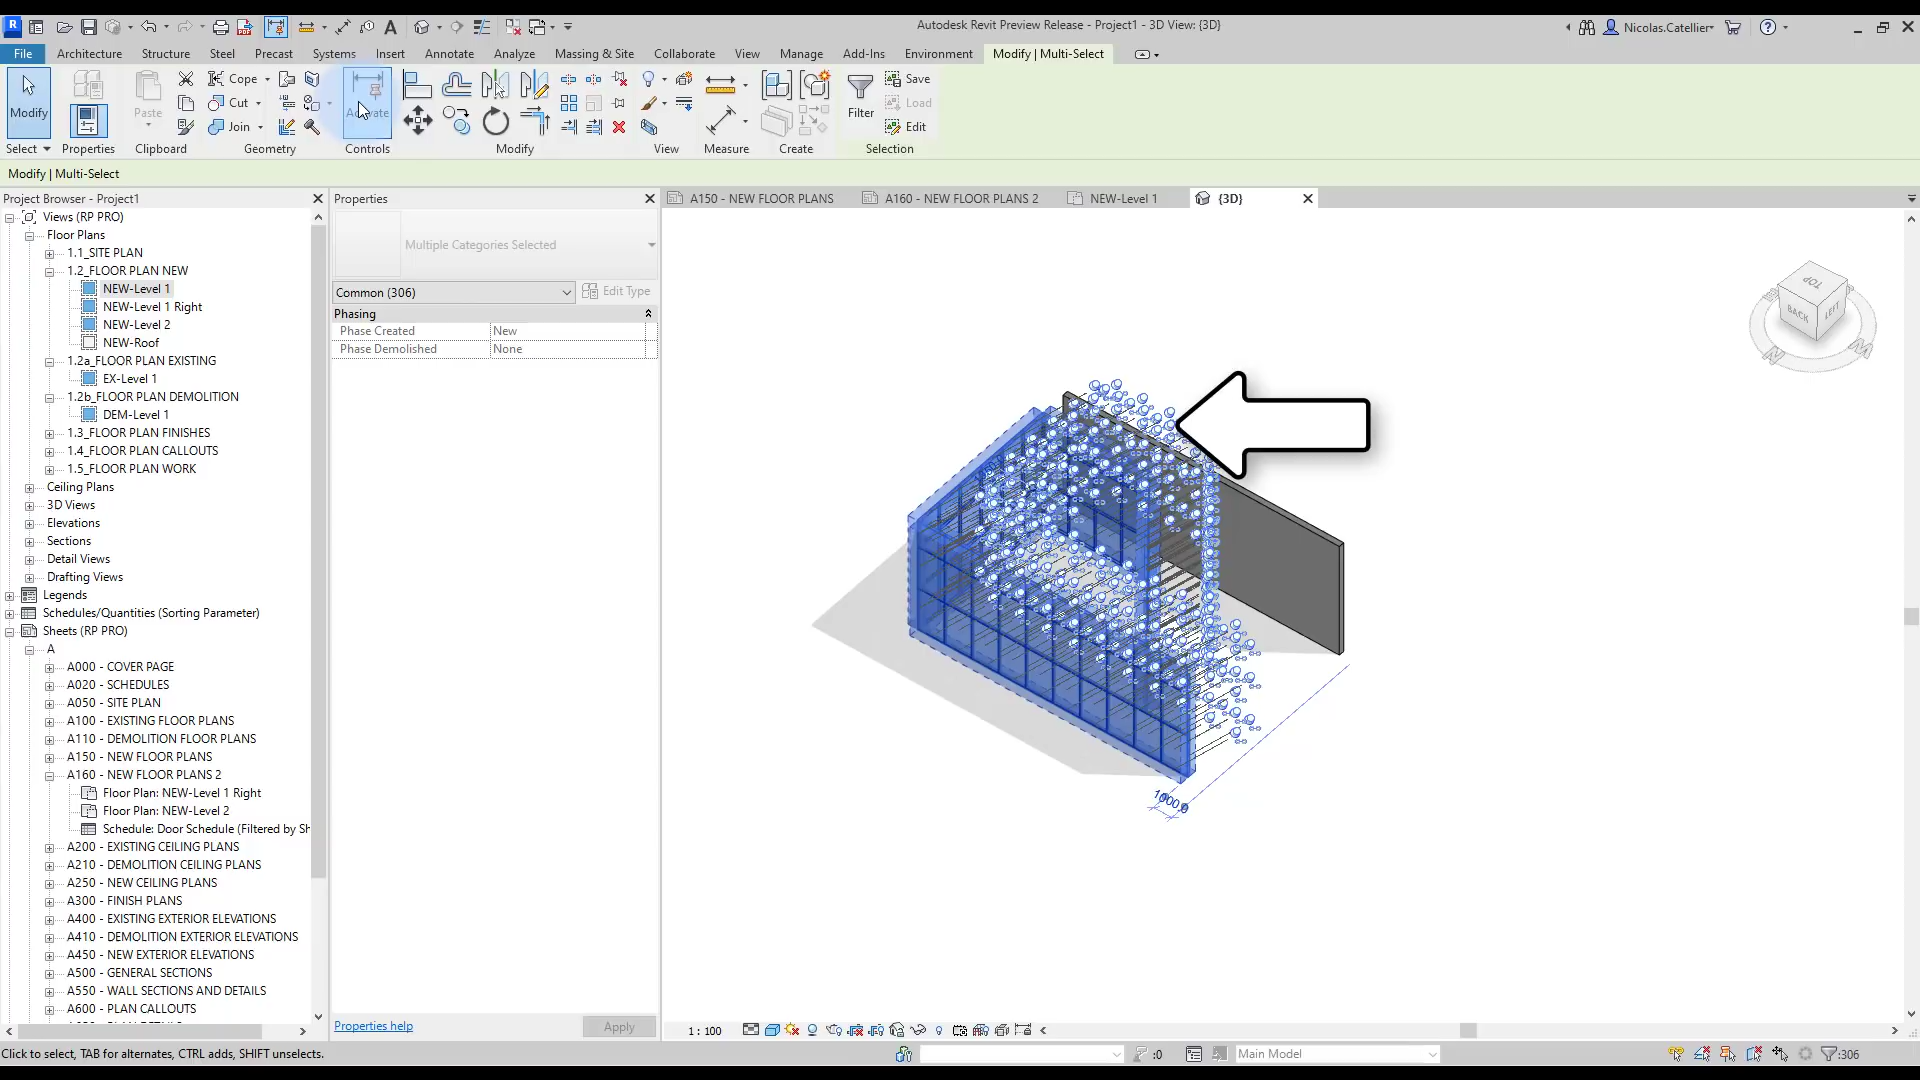 R
A
Autodesk Revit Preview Release - Project1 - 3D View: {3D}
Nicolas.Catellier
File Architecture Structure Steel Precast Systems Insert Annotate Analyze Massing & Site Collaborate View Manage Add-Ins Environment Modify | Multi-Select
Cope Save
Modify Paste Cut Activate Filter Load
Join Edit
Select Properties Clipboard Geometry Controls Modify View Measure Create Selection
Modify | Multi-Select
Project Browser - Project1
Views (RP PRO)
Floor Plans
1.1_SITE PLAN
1.2_FLOOR PLAN NEW
NEW-Level 1
NEW-Level 1 Right
NEW-Level 2
NEW-Roof
1.2a_FLOOR PLAN EXISTING
EX-Level 1
1.2b_FLOOR PLAN DEMOLITION
DEM-Level 1
1.3_FLOOR PLAN FINISHES
1.4_FLOOR PLAN CALLOUTS
1.5_FLOOR PLAN WORK
Ceiling Plans
3D Views
Elevations
Sections
Detail Views
Drafting Views
Legends
Schedules/Quantities (Sorting Parameter)
Sheets (RP PRO)
A
A000 - COVER PAGE
A020 - SCHEDULES
A050 - SITE PLAN
A100 - EXISTING FLOOR PLANS
A110 - DEMOLITION FLOOR PLANS
A150 - NEW FLOOR PLANS
A160 - NEW FLOOR PLANS 2
Floor Plan: NEW-Level 1 Right
Floor Plan: NEW-Level 2
Schedule: Door Schedule (Filtered by Sh
A200 - EXISTING CEILING PLANS
A210 - DEMOLITION CEILING PLANS
A250 - NEW CEILING PLANS
A300 - FINISH PLANS
A400 - EXISTING EXTERIOR ELEVATIONS
A410 - DEMOLITION EXTERIOR ELEVATIONS
A450 - NEW EXTERIOR ELEVATIONS
A500 - GENERAL SECTIONS
A550 - WALL SECTIONS AND DETAILS
A600 - PLAN CALLOUTS
Properties
Multiple Categories Selected
Common (306) Edit Type
Phasing
Phase Created New
Phase Demolished None
Properties help Apply
A150 - NEW FLOOR PLANS A160 - NEW FLOOR PLANS 2 NEW-Level 1 {3D}
TOP
BACK LEFT
N W
1 : 100
Click to select, TAB for alternates, CTRL adds, SHIFT unselects. :0 Main Model :306